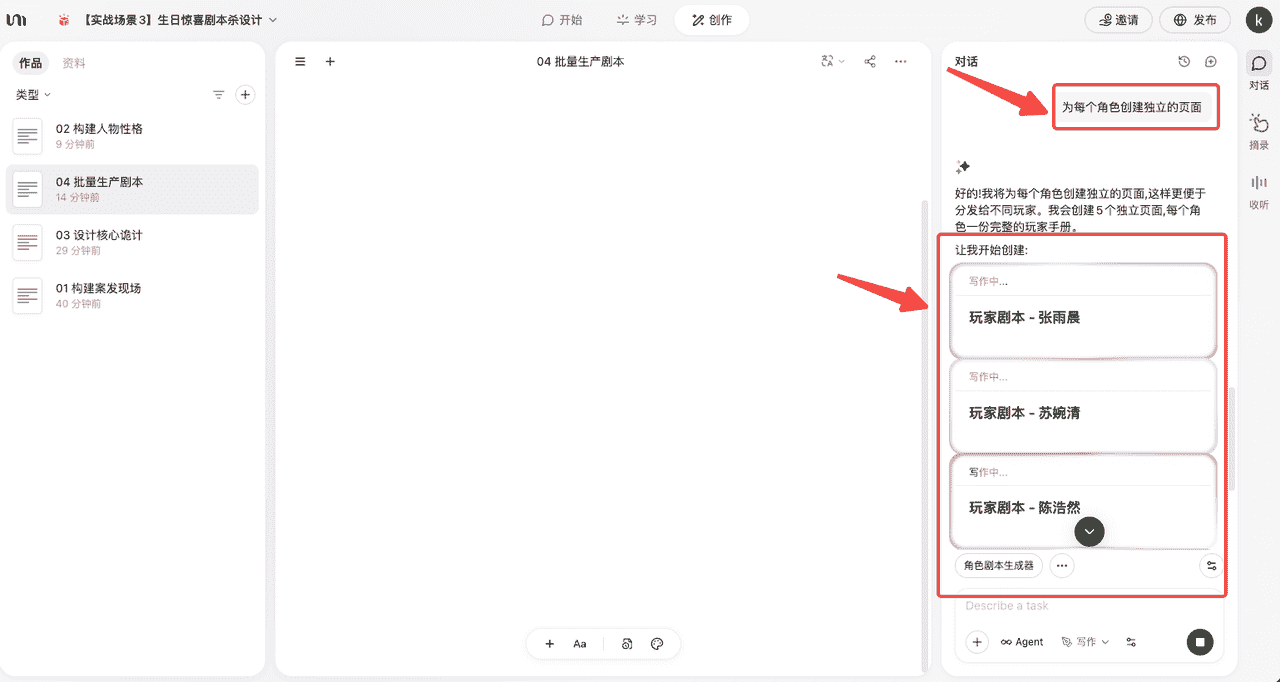 【实战场景3】生日惊喜剧本杀设计
开始
学习
创作
邀请
发布
k
作品
资料
类型
02 构建人物性格
9 分钟前
04 批量生产剧本
14 分钟前
03 设计核心诡计
29 分钟前
01 构建案发现场
40 分钟前
04 批量生产剧本
对话
为每个角色创建独立的页面
好的!我将为每个角色创建独立的页面,这样更便于
分发给不同玩家。我会创建5个独立页面,每个角
色一份完整的玩家手册。
让我开始创建:
写作中...
玩家剧本 - 张雨晨
写作中...
玩家剧本 - 苏婉清
写作中...
玩家剧本 - 陈浩然
角色剧本生成器
Describe a task
Agent
写作
Aa
对话
摘录
收听